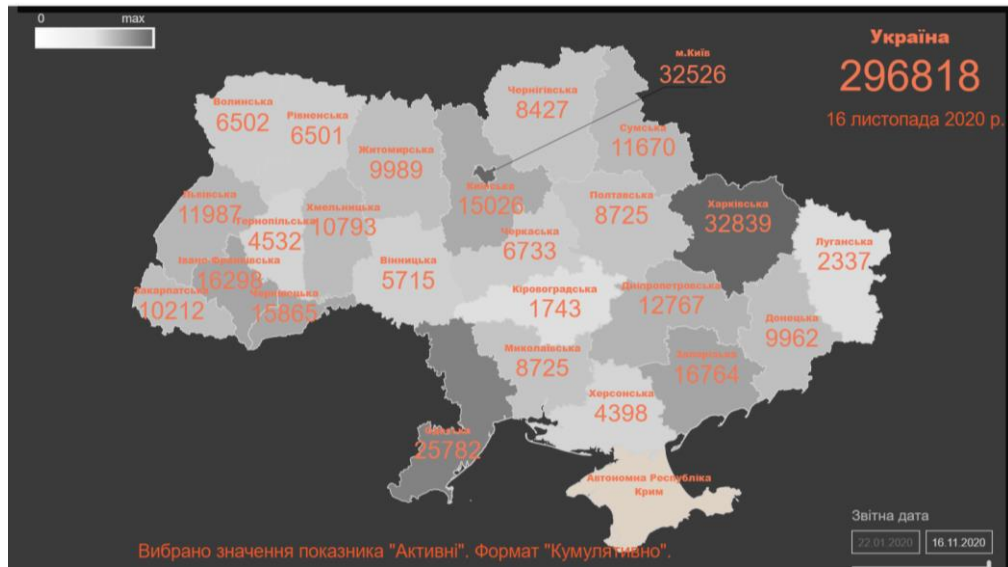 0 max
Україна
296818
16 листопада 2020 р.
м.Київ
32526
Чернігівська
8427
Волинська
6502
Рівненська
6501
Сумська
11670
Житомирська
9989
Київська
15026
Полтавська
8725
Харківська
32839
Львівська
11987
Хмельницька
10793
Тернопільська
4532
Черкаська
6733
Луганська
2337
Вінницька
5715
Івано-Франківська
16298
Закарпатська
10212
Чернівецька
15865
Кіровоградська
1743
Дніпропетровська
12767
Донецька
9962
Миколаївська
8725
Запорізька
16764
Херсонська
4398
Одеська
25782
Автономна Республіка
Крим
Звітна дата
22.01.2020 16.11.2020
Вибрано значення показника "Активні". Формат "Кумулятивно".